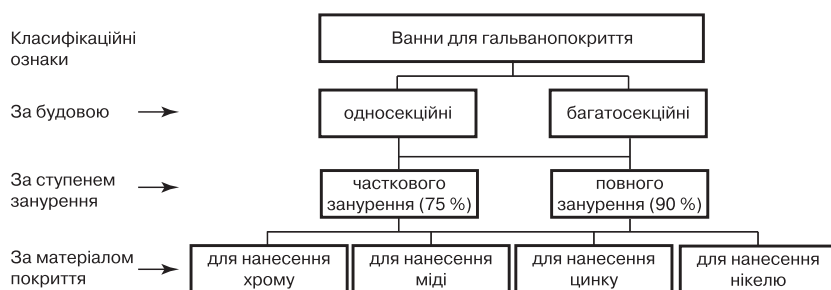 Класифікаційні
ознаки
Ванни для гальванопокриття
За будовою
односекційні
багатосекційні
За ступенем
занурення
часткового
занурення (75 %)
повного
занурення (90 %)
За матеріалом
покриття
для нанесення
хрому
для нанесення
міді
для нанесення
цинку
для нанесення
нікелю